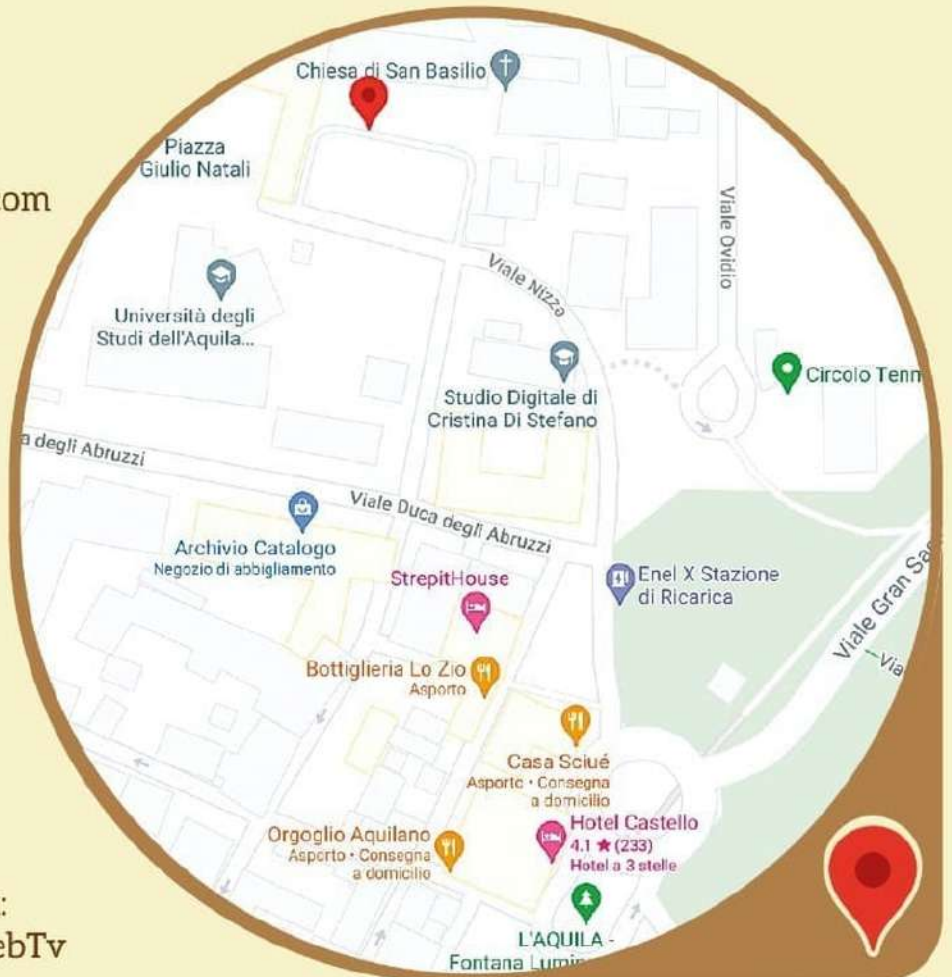 Chiesa di San Basilio
Piazza
Giulio Natali
om
Viale Ovidio
Viale Nizza
Università degli
Studi dell'Aquila...
Studio Digitale di
Cristina Di Stefano
Circolo Tenn
a degli Abruzzi
Viale Duca degli Abruzzi
Archivio Catalogo
Negozio di abbigliamento
StrepitHouse
Enel X Stazione
di Ricarica
Viale Gran Sas
Via
Bottiglieria Lo Zio
Asporto
Casa Sciué
Asporto · Consegna
a domicilio
Orgoglio Aquilano
Asporto · Consegna
a domicilio
Hotel Castello
4.1 ★ (233)
Hotel a 3 stelle
L'AQUILA -
Fontana Lumin
:
ebTv